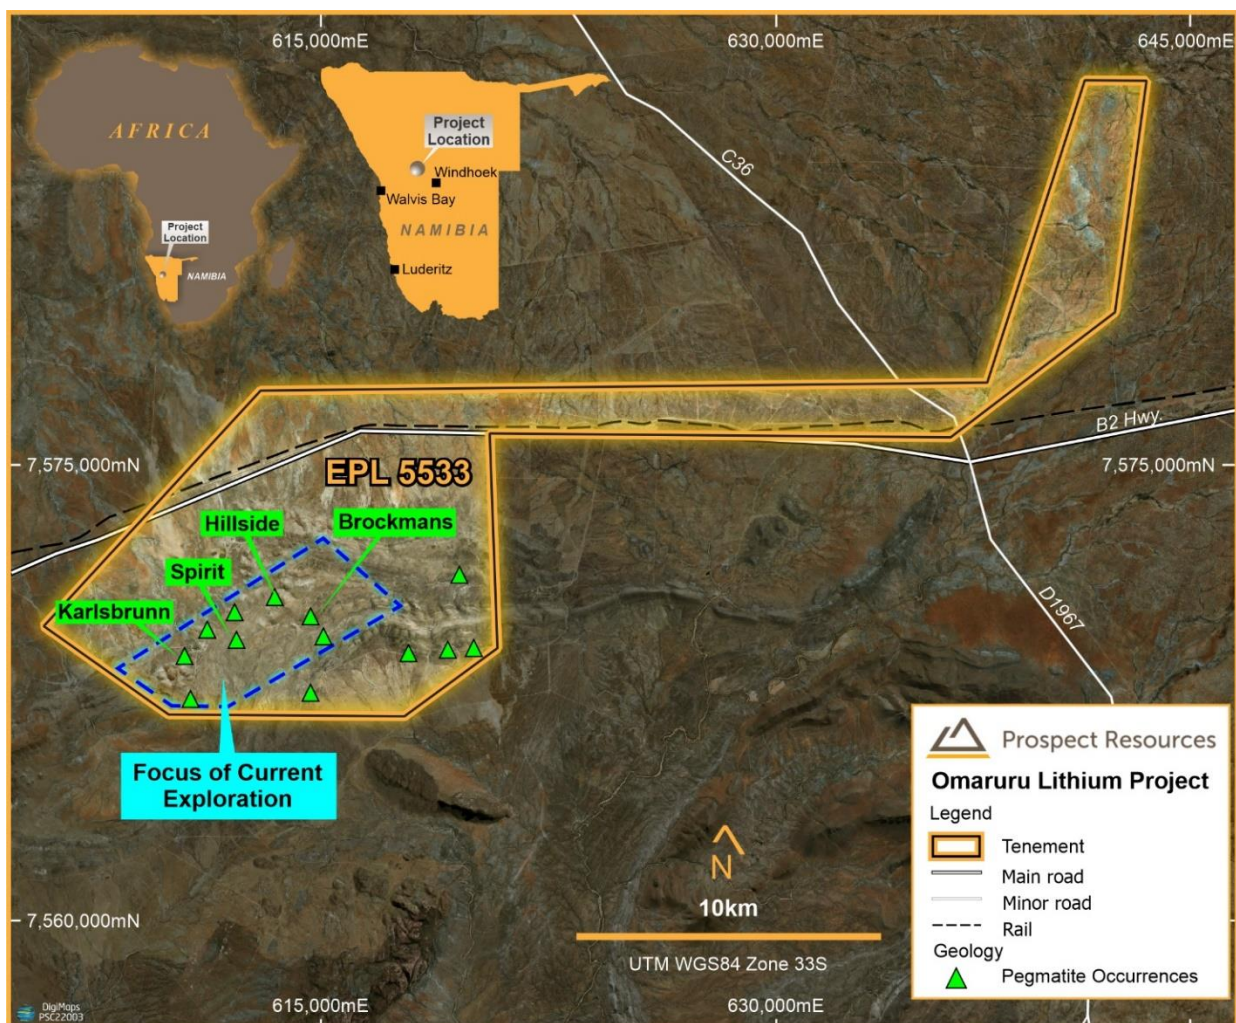 615,000mE
630,000mE
645,000mE
AFRICA
Project
Location
NAMIBIA
Project
Location
Windhoek
Walvis Bay
NAMIBIA
Luderitz
C36
B2 Hwy.
7,575,000mN
7,575,000mN
EPL 5533
Hillside
Brockmans
Spirit
Karlsbrunn
D1967
Focus of Current
Exploration
Prospect Resources
Omaruru Lithium Project
Legend
Tenement
Main road
Minor road
Rail
Geology
Pegmatite Occurrences
N
10km
UTM WGS84 Zone 33S
7,560,000mN
615,000mE
630,000mE
DigiMaps
PSC22003